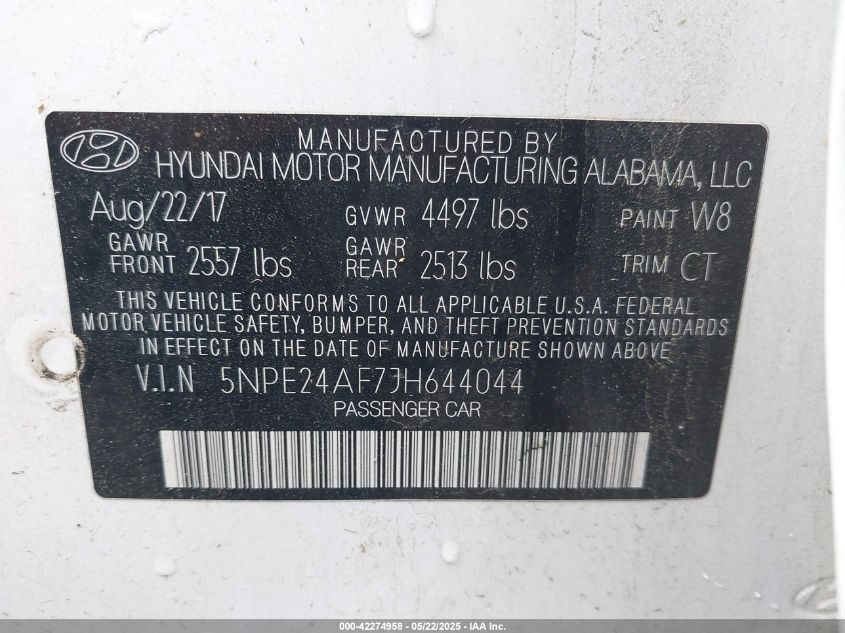 MANUFACTURED BY
HYUNDAI MOTOR MANUFACTURING ALABAMA, LLC
Aug/22/17 GVWR 4497 lbs PAINT W8
GAWR FRONT 2557 lbs GAWR REAR 2513 lbs TRIM CT
THIS VEHICLE CONFORMS TO ALL APPLICABLE U.S.A. FEDERAL
MOTOR VEHICLE SAFETY, BUMPER, AND THEFT PREVENTION STANDARDS
IN EFFECT ON THE DATE OF MANUFACTURE SHOWN ABOVE
V.I.N 5NPE24AF7JH644044
PASSENGER CAR
000-42274958 - 05/22/2025 - IAA Inc.